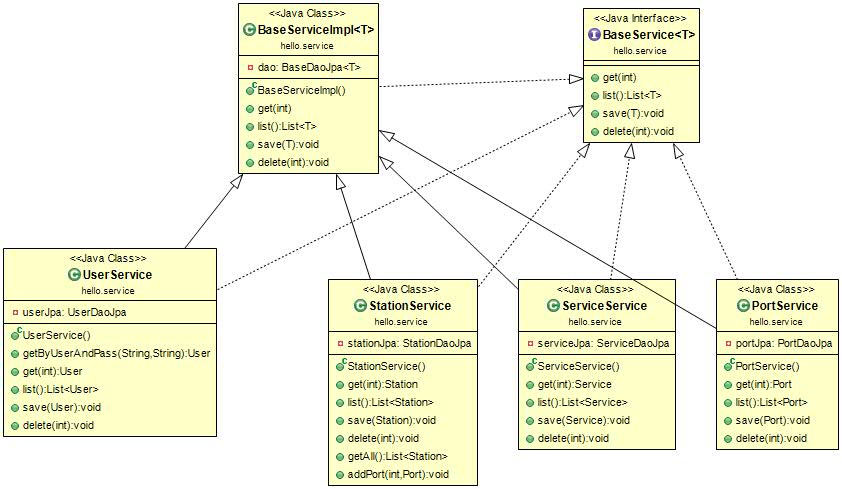 <<Java Class>>
BaseServiceImpl<T>
hello.service
dao: BaseDaoJpa<T>
BaseServiceImpl()
get(int)
list():List<T>
save(T):void
delete(int):void
<<Java Interface>>
BaseService<T>
hello.service
get(int)
list():List<T>
save(T):void
delete(int):void
<<Java Class>>
UserService
hello.service
userJpa: UserDaoJpa
UserService()
getByUserAndPass(String,String):User
get(int):User
list():List<User>
save(User):void
delete(int):void
<<Java Class>>
StationService
hello.service
stationJpa: StationDaoJpa
StationService()
get(int):Station
list():List<Station>
save(Station):void
delete(int):void
getAll():List<Station>
addPort(int,Port):void
<<Java Class>>
ServiceService
hello.service
serviceJpa: ServiceDaoJpa
ServiceService()
get(int):Service
list():List<Service>
save(Service):void
delete(int):void
<<Java Class>>
PortService
hello.service
portJpa: PortDaoJpa
PortService()
get(int):Port
list():List<Port>
save(Port):void
delete(int):void